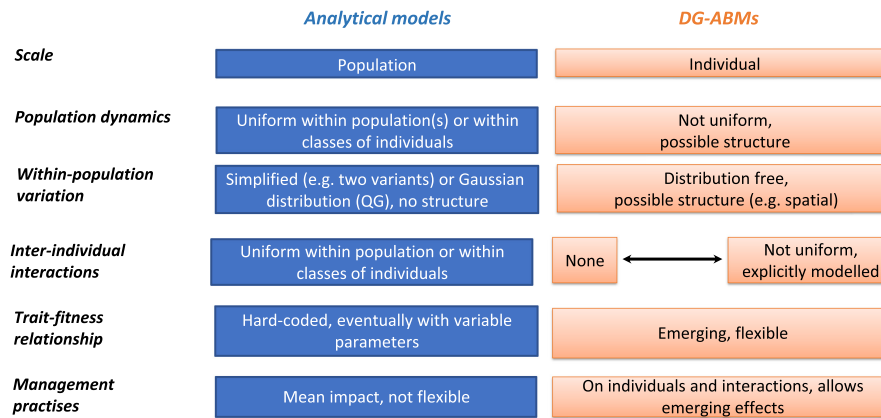 Analytical models
DG-ABMs
Scale
Population
Individual
Population dynamics
Uniform within population(s) or within
classes of individuals
Not uniform,
possible structure
Within-population
variation
Simplified (e.g. two variants) or Gaussian
distribution (QG), no structure
Distribution free,
possible structure (e.g. spatial)
Inter-individual
interactions
Uniform within population or within
classes of individuals
None
Not uniform,
explicitly modelled
Trait-fitness
relationship
Hard-coded, eventually with variable
parameters
Emerging, flexible
Management
practises
Mean impact, not flexible
On individuals and interactions, allows
emerging effects